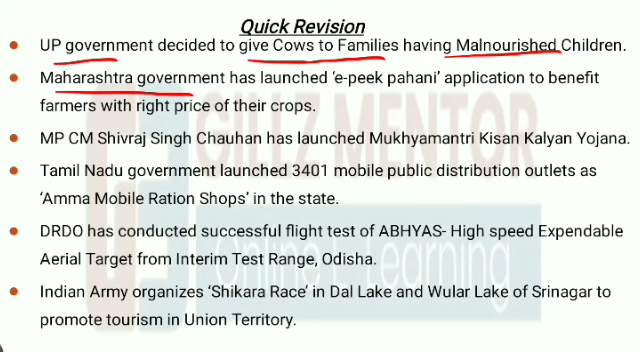 Quick Revision
UP government decided to give Cows to Families having Malnourished Children.
Maharashtra government has launched 'e-peek pahani' application to benefit
farmers with right price of their crops.
MP CM Shivraj Singh Chauhan has launched Mukhyamantri Kisan Kalyan Yojana.
Tamil Nadu government launched 3401 mobile public distribution outlets as
'Amma Mobile Ration Shops' in the state.
DRDO has conducted successful flight test of ABHYAS- High speed Expendable
Aerial Target from Interim Test Range, Odisha.
Indian Army organizes 'Shikara Race' in Dal Lake and Wular Lake of Srinagar to
promote tourism in Union Territory.
GILLZ MENTOR
Online E-Learning